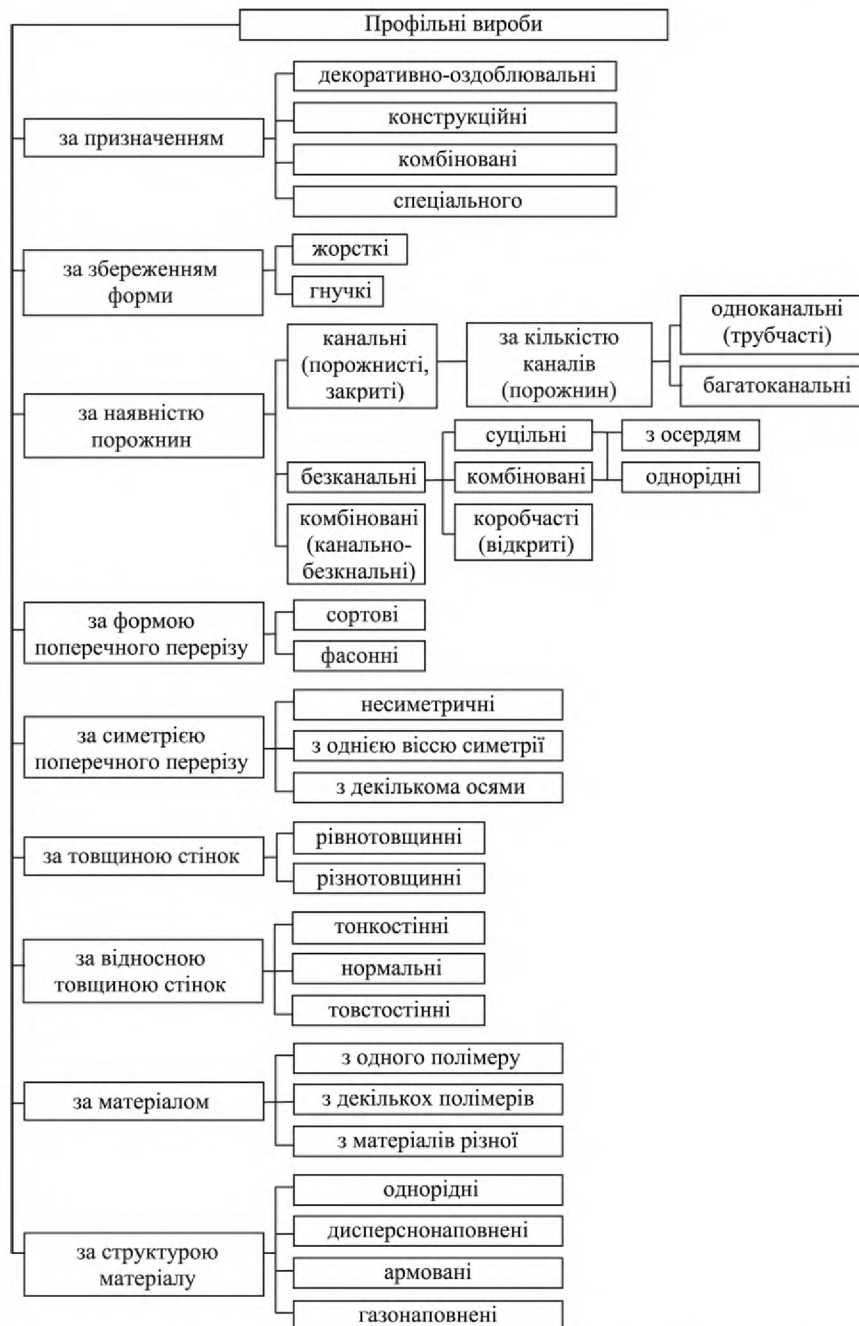 Профільні вироби
за призначенням
декоративно-оздоблювальні
конструкційні
комбіновані
спеціального
за збереженням
форми
жорсткі
гнучкі
за наявністю
порожнин
канальні
(порожнисті,
закриті)
за кількістю
каналів
(порожнин)
одноканальні
(трубчасті)
багатоканальні
безканальні
суцільні
комбіновані
коробчасті
(відкриті)
з осердям
однорідні
комбіновані
(канально-
безкнальні)
за формою
поперечного перерізу
сортові
фасонні
за симетрією
поперечного перерізу
несиметричні
з однією віссю симетрії
з декількома осями
за товщиною стінок
рівнотовщинні
різнотовщинні
за відносною
товщиною стінок
тонкостінні
нормальні
товстостінні
за матеріалом
з одного полімеру
з декількох полімерів
з матеріалів різної
за структурою
матеріалу
однорідні
дисперснонаповнені
армовані
газонаповнені